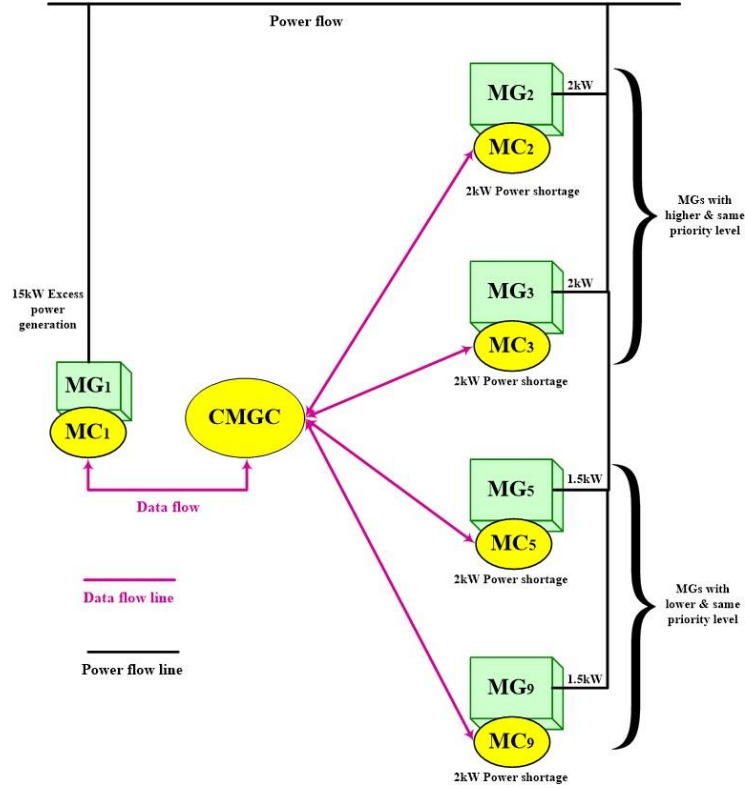 Power flow
MG2
2kW
MC2
2kW Power shortage
MGs with
higher & same
priority level
MG3
2kW
MC3
2kW Power shortage
15kW Excess
power
generation
MG1
MC1
CMGC
Data flow
MG5
1.5kW
MC5
2kW Power shortage
MGs with
lower & same
priority level
Data flow line
Power flow line
MG9
1.5kW
MC9
2kW Power shortage